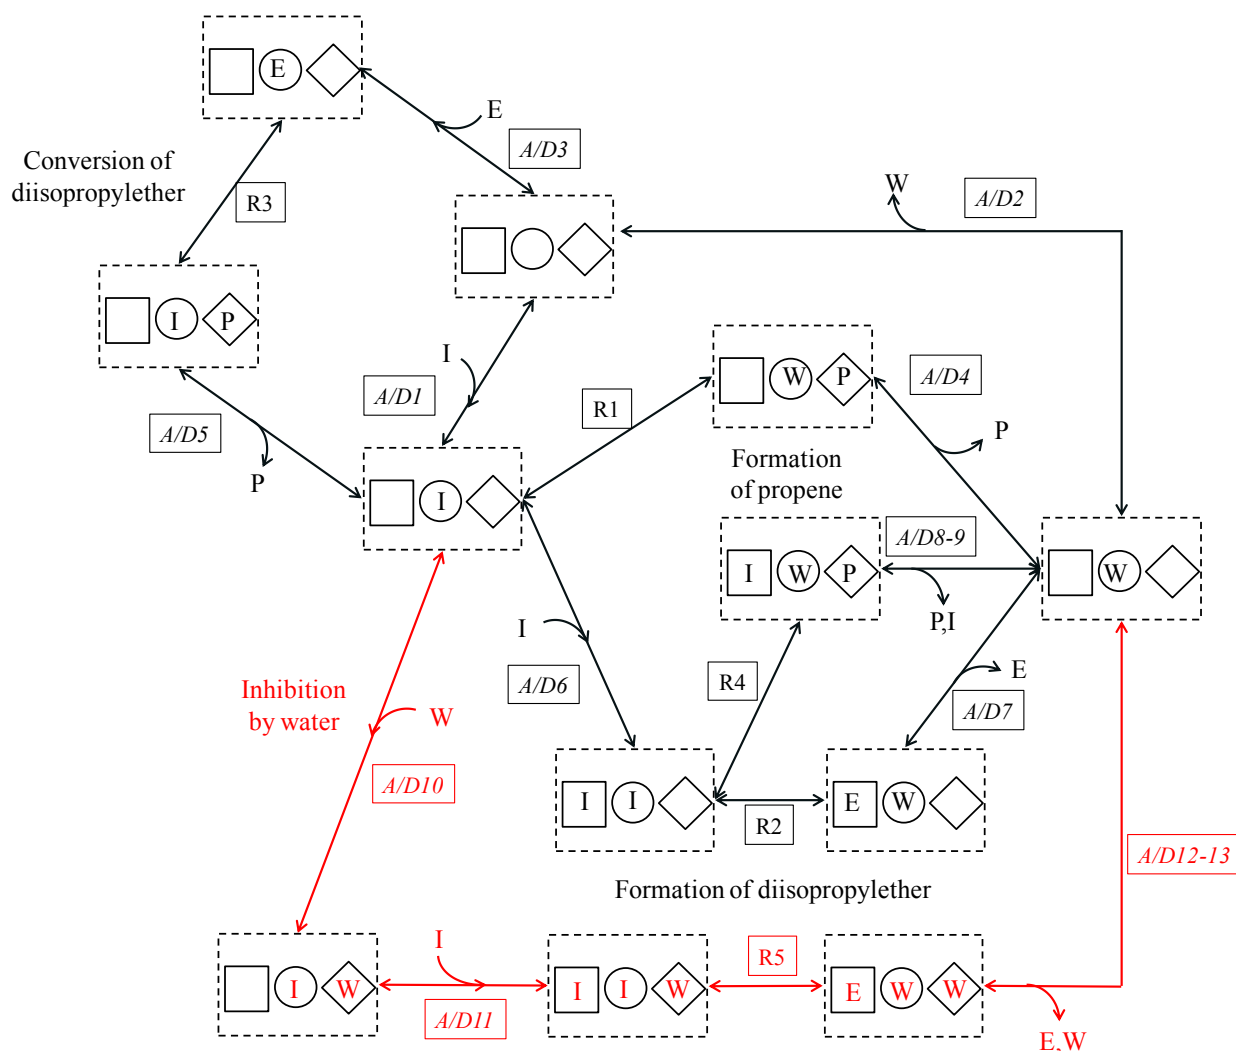 E
E
A/D3
Conversion of
diisopropylether
R3
W
A/D2
I P
I
A/D1
R1
W P
A/D4
A/D5
P
P
Formation
of propene
I
I W P
A/D8-9
W
P,I
I
A/D6
R4
E
A/D7
Inhibition
by water
W
A/D10
I I
R2
E W
A/D12-13
Formation of diisopropylether
I
R5
I W
I I W
E W W
A/D11
E,W